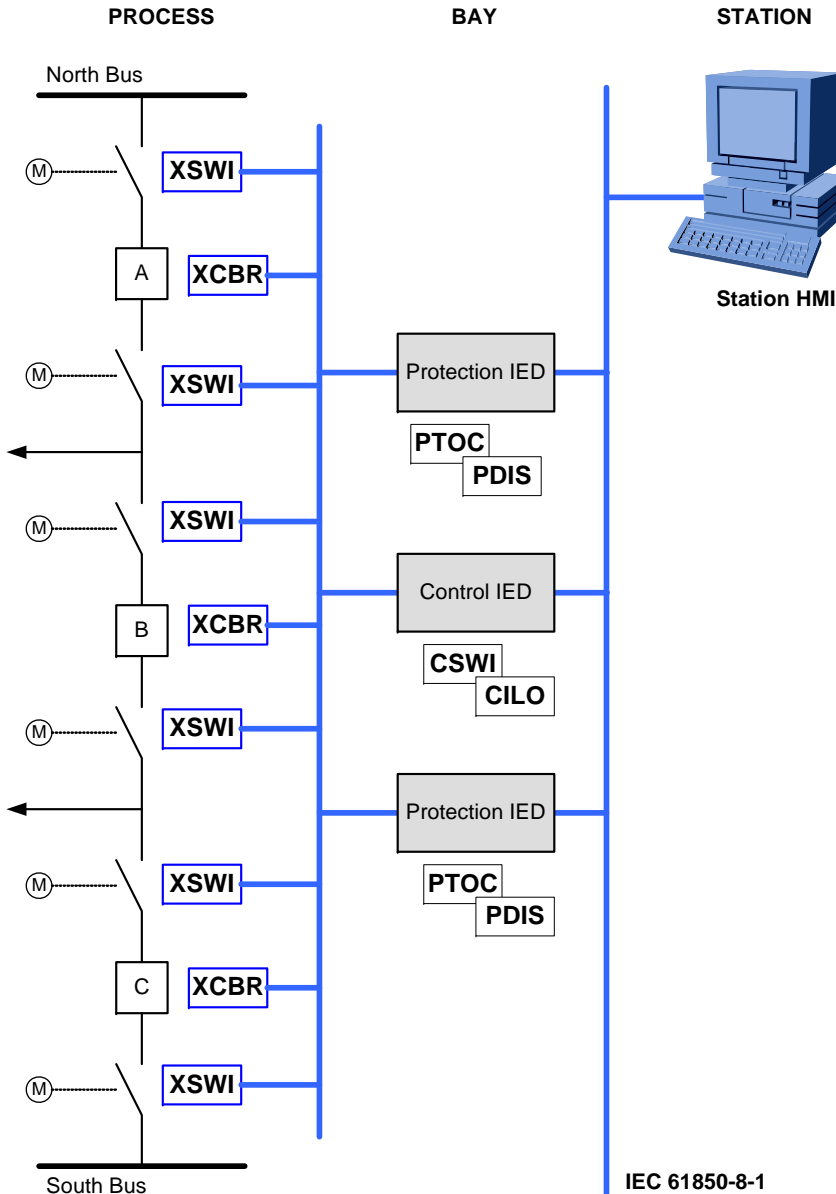 PROCESS
BAY
STATION
North Bus
M
XSWI
A
XCBR
Station HMI
M
XSWI
Protection IED
PTOC
PDIS
M
XSWI
Control IED
B
XCBR
CSWI
CILO
M
XSWI
Protection IED
M
XSWI
PTOC
PDIS
C
XCBR
M
XSWI
South Bus
IEC 61850-8-1